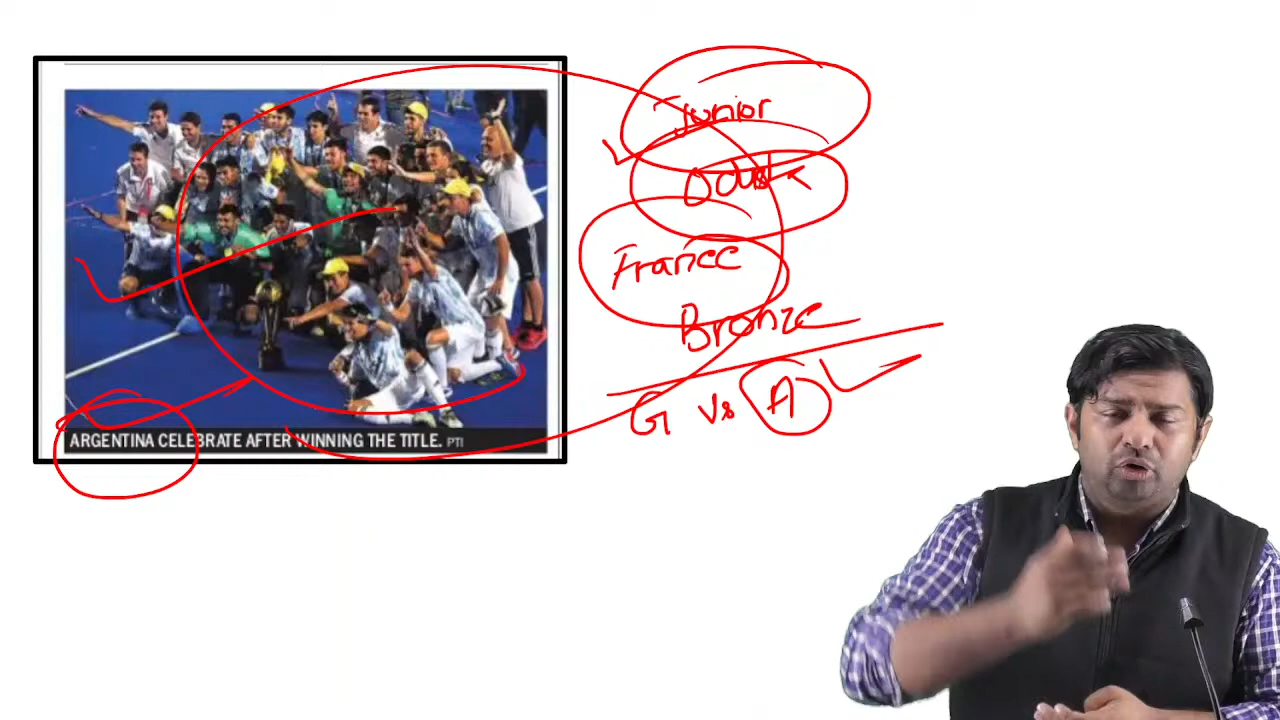 ARGENTINA CELEBRATE AFTER WINNING THE TITLE. PTI
Junior
France
Bronze
G Vs A